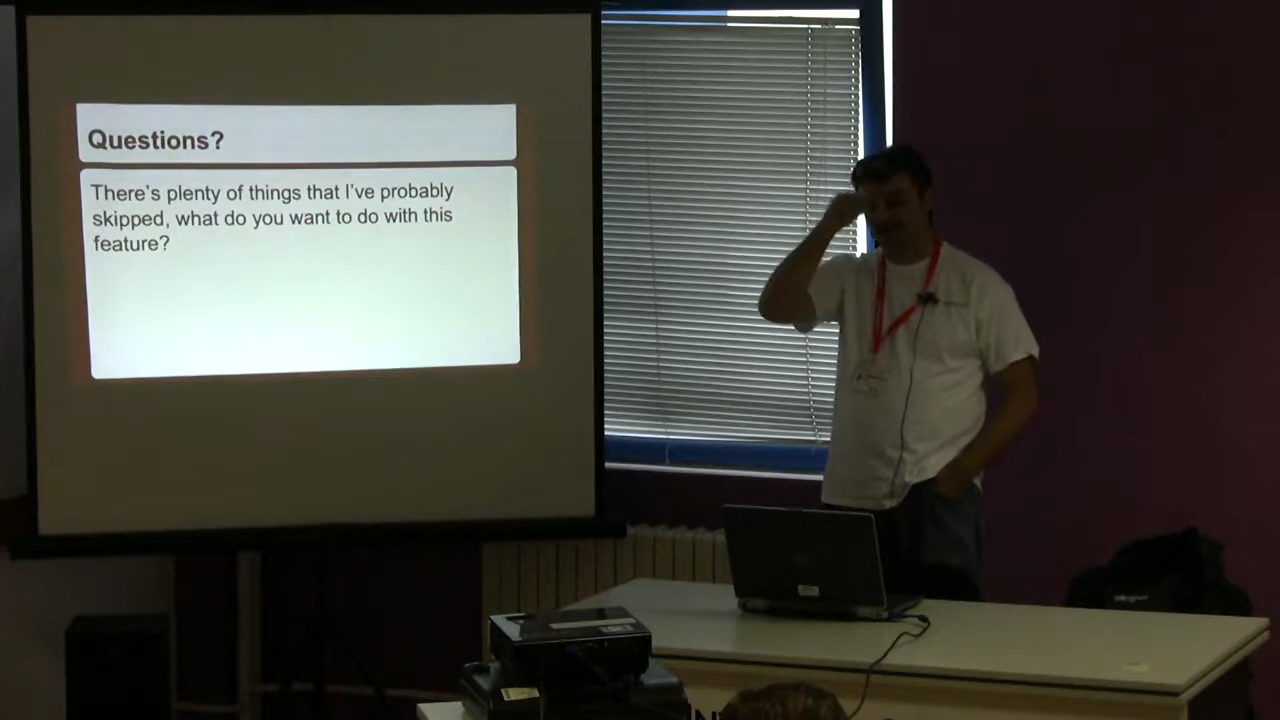 Questions?
There's plenty of things that I've probably
skipped, what do you want to do with this
feature?